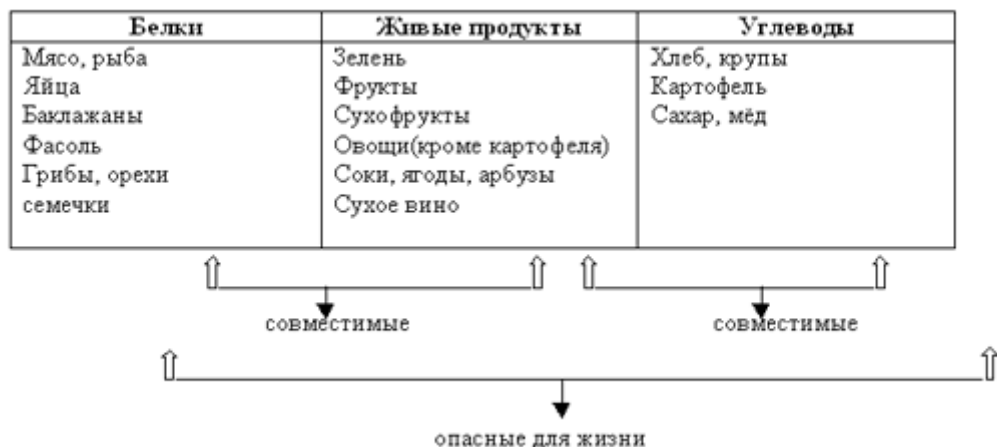 Белки
Живые продукты
Углеводы
Мясо, рыба
Яйца
Баклажаны
Фасоль
Грибы, орехи
семечки
Зелень
Фрукты
Сухофрукты
Овощи(кроме картофеля)
Соки, ягоды, арбузы
Сухое вино
Хлеб, крупы
Картофель
Сахар, мёд
совместимые
совместимые
опасные для жизни